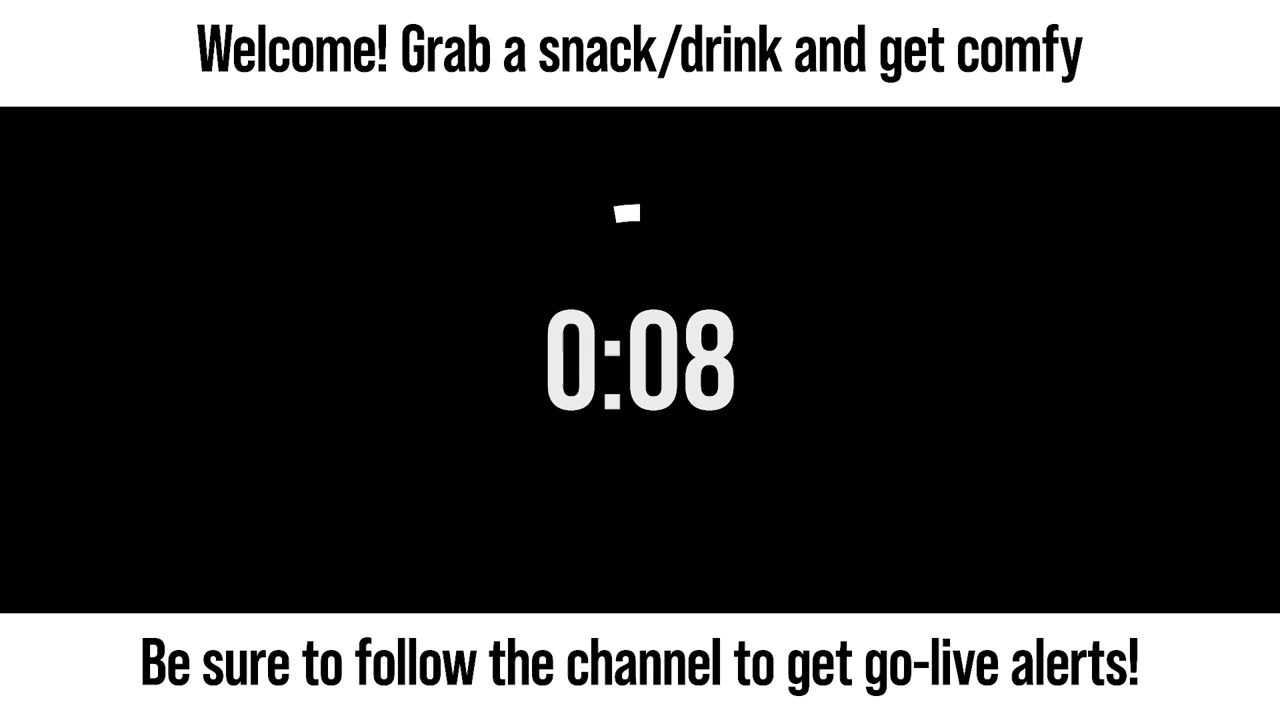 Welcome! Grab a snack/drink and get comfy
0:08
Be sure to follow the channel to get go-live alerts!